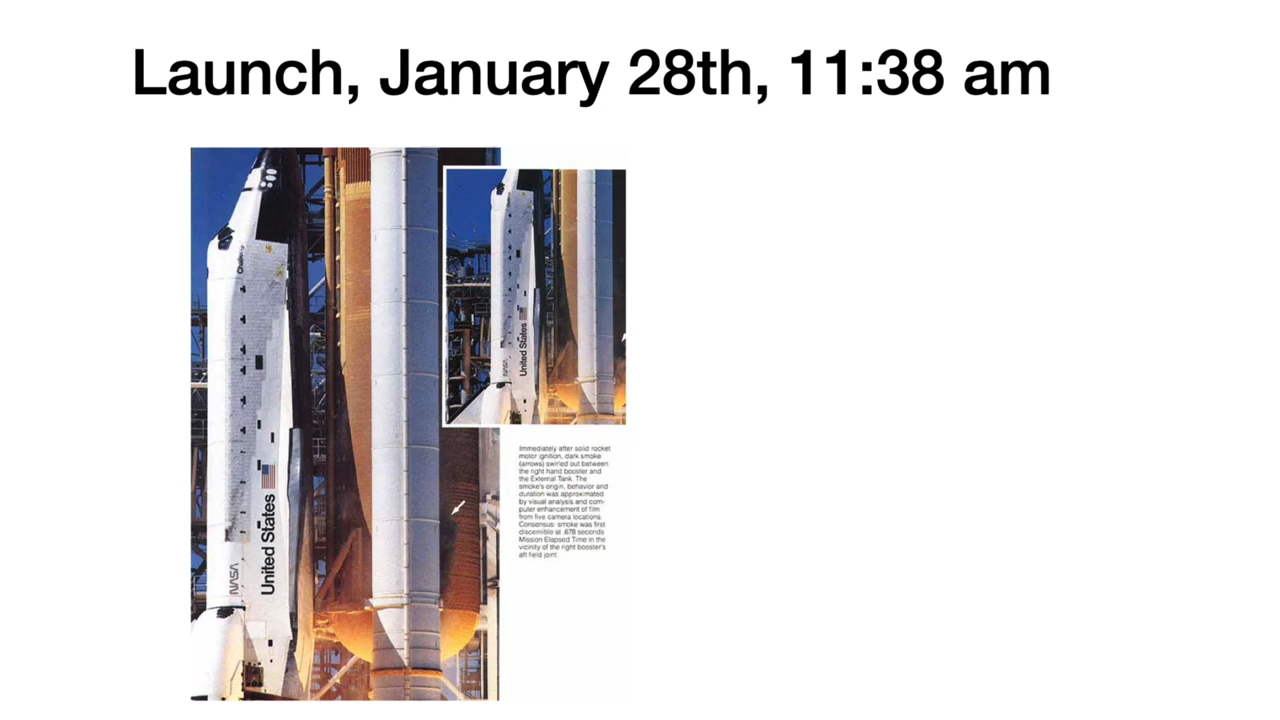 Launch, January 28th, 11:38 am
Challeng
United States
NASA
United States
NASA
Immediately after solid rocket
motor ignition, dark smoke
(arrows) swirled out between
the right hand booster and
the External Tank. The
smoke's origin, behavior and
duration was approximated
by visual analysis and com-
puter enhancement of film
from five camera locations.
Consensus: smoke was first
discernible at .678 seconds
Mission Elapsed Time in the
vicinity of the right booster's
aft field joint.